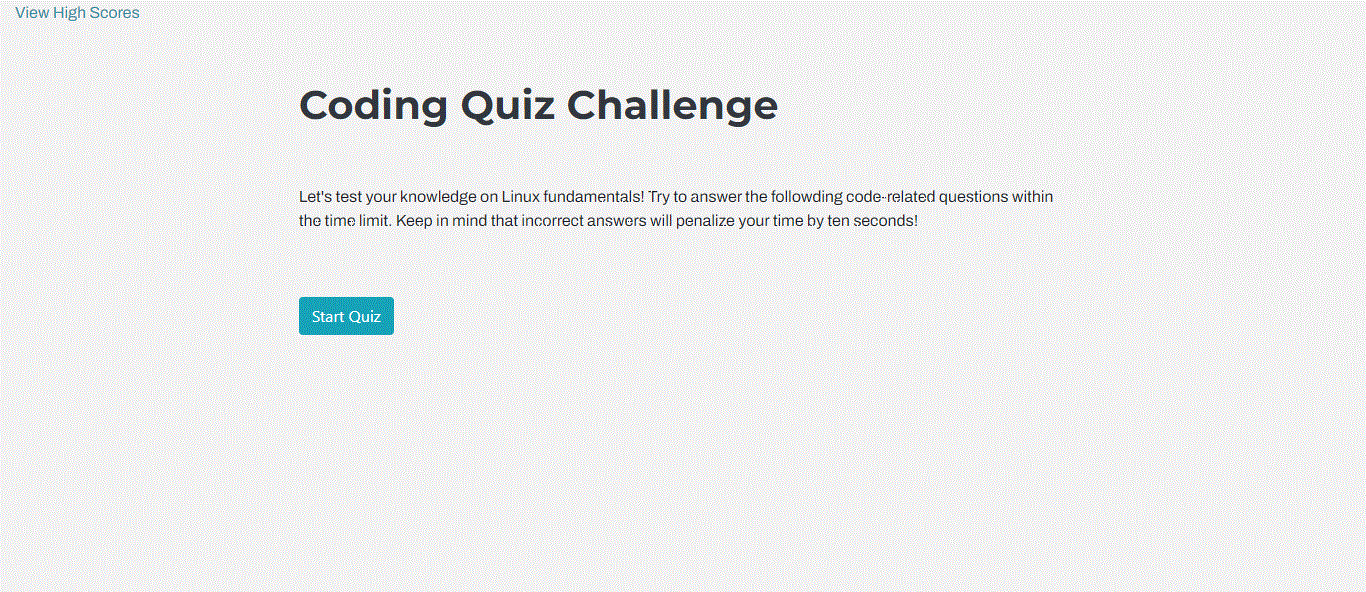 View High Scores
Coding Quiz Challenge
Let's test your knowledge on Linux fundamentals! Try to answer the followding code-related questions within
the time limit. Keep in mind that incorrect answers will penalize your time by ten seconds!
Start Quiz